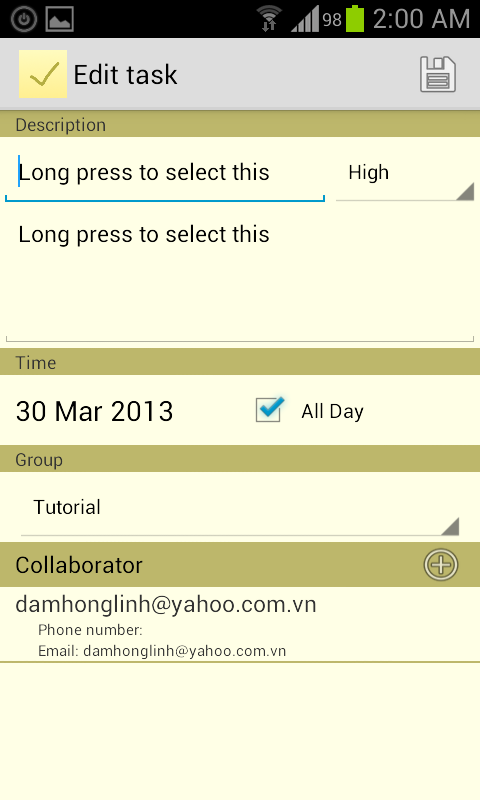 98 2:00 AM
Edit task
Description
Long press to select this High
Long press to select this
Time
30 Mar 2013 All Day
Group
Tutorial
Collaborator
damhonglinh@yahoo.com.vn
Phone number:
Email: damhonglinh@yahoo.com.vn